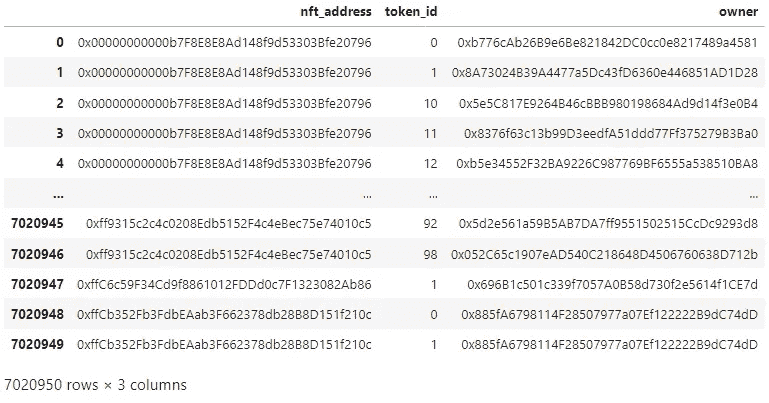 nft_address token_id owner
0 0x00000000000b7F8E8E8Ad148f9d53303Bfe20796 0 0xb776cAb26B9e6Be821842DC0cc0e8217489a4581
1 0x00000000000b7F8E8E8Ad148f9d53303Bfe20796 1 0x8A73024B39A4477a5Dc43fD6360e446851AD1D28
2 0x00000000000b7F8E8E8Ad148f9d53303Bfe20796 10 0x5e5C817E9264B46cBBB980198684Ad9d14f3e0B4
3 0x00000000000b7F8E8E8Ad148f9d53303Bfe20796 11 0x8376f63c13b99D3eedfA51ddd77Ff375279B3Ba0
4 0x00000000000b7F8E8E8Ad148f9d53303Bfe20796 12 0xb5e34552F32BA9226C987769BF6555a538510BA8
... ... ... ...
7020945 0xff9315c2c4c0208Edb5152F4c4eBec75e74010c5 92 0x5d2e561a59B5AB7DA7ff9551502515CcDc9293d8
7020946 0xff9315c2c4c0208Edb5152F4c4eBec75e74010c5 98 0x052C65c1907eAD540C218648D4506760638D712b
7020947 0xffC6c59F34Cd9f8861012FDDd0c7F1323082Ab86 1 0x696B1c501c339f7057A0B58d730f2e5614f1CE7d
7020948 0xffCb352Fb3FdbEAab3F662378db28B8D151f210c 0 0x885fA6798114F28507977a07Ef122222B9dC74dD
7020949 0xffCb352Fb3FdbEAab3F662378db28B8D151f210c 1 0x885fA6798114F28507977a07Ef122222B9dC74dD
7020950 rows × 3 columns